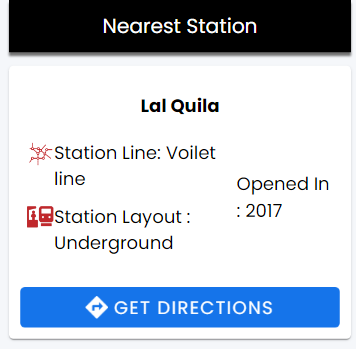 Nearest Station
Lal Quila
Station Line: Voilet
line
Opened In
: 2017
Station Layout :
Underground
GET DIRECTIONS